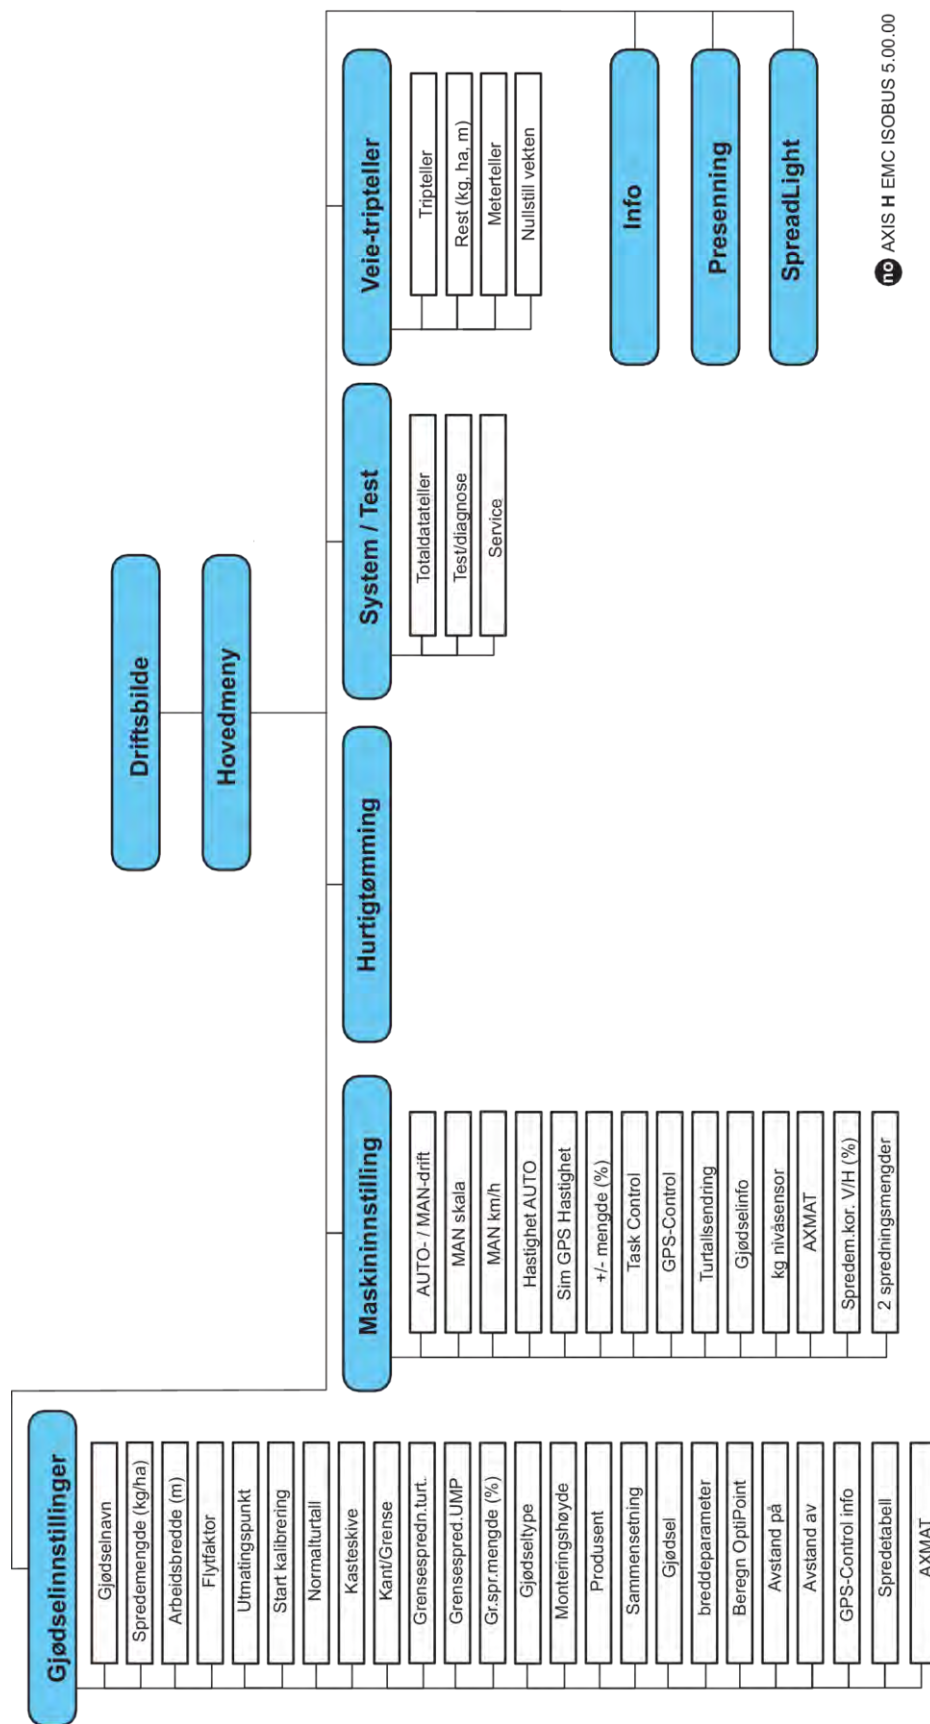 Driftsbilde
Hovedmeny
Gjødselinnstillinger
Gjødselnavn
Spredemengde (kg/ha)
Arbeidsbredde (m)
Flytfaktor
Utmatingspunkt
Start kalibrering
Normalturtall
Kasteskive
Kant/Grense
Grensespredn.turt.
Grensespred.UMP
Gr.spr.mengde (%)
Gjødseltype
Monteringshøyde
Produsent
Sammensetning
Gjødsel
breddeparameter
Beregn OptiPoint
Avstand på
Avstand av
GPS-Control info
Spredetabell
AXMAT
Maskininnstilling
AUTO- / MAN-drift
MAN skala
MAN km/h
Hastighet AUTO
Sim GPS Hastighet
+/- mengde (%)
Task Control
GPS-Control
Turtallsendring
Gjødselinfo
kg nivåsensor
AXMAT
Spredem.kor. V/H (%)
2 spredningsmengder
Hurtigtømming
System / Test
Totaldatateller
Test/diagnose
Service
Veie-tripteller
Tripteller
Rest (kg, ha, m)
Meterteller
Nullstill vekten
Info
Presenning
SpreadLight
no AXIS H EMC ISOBUS 5.00.00